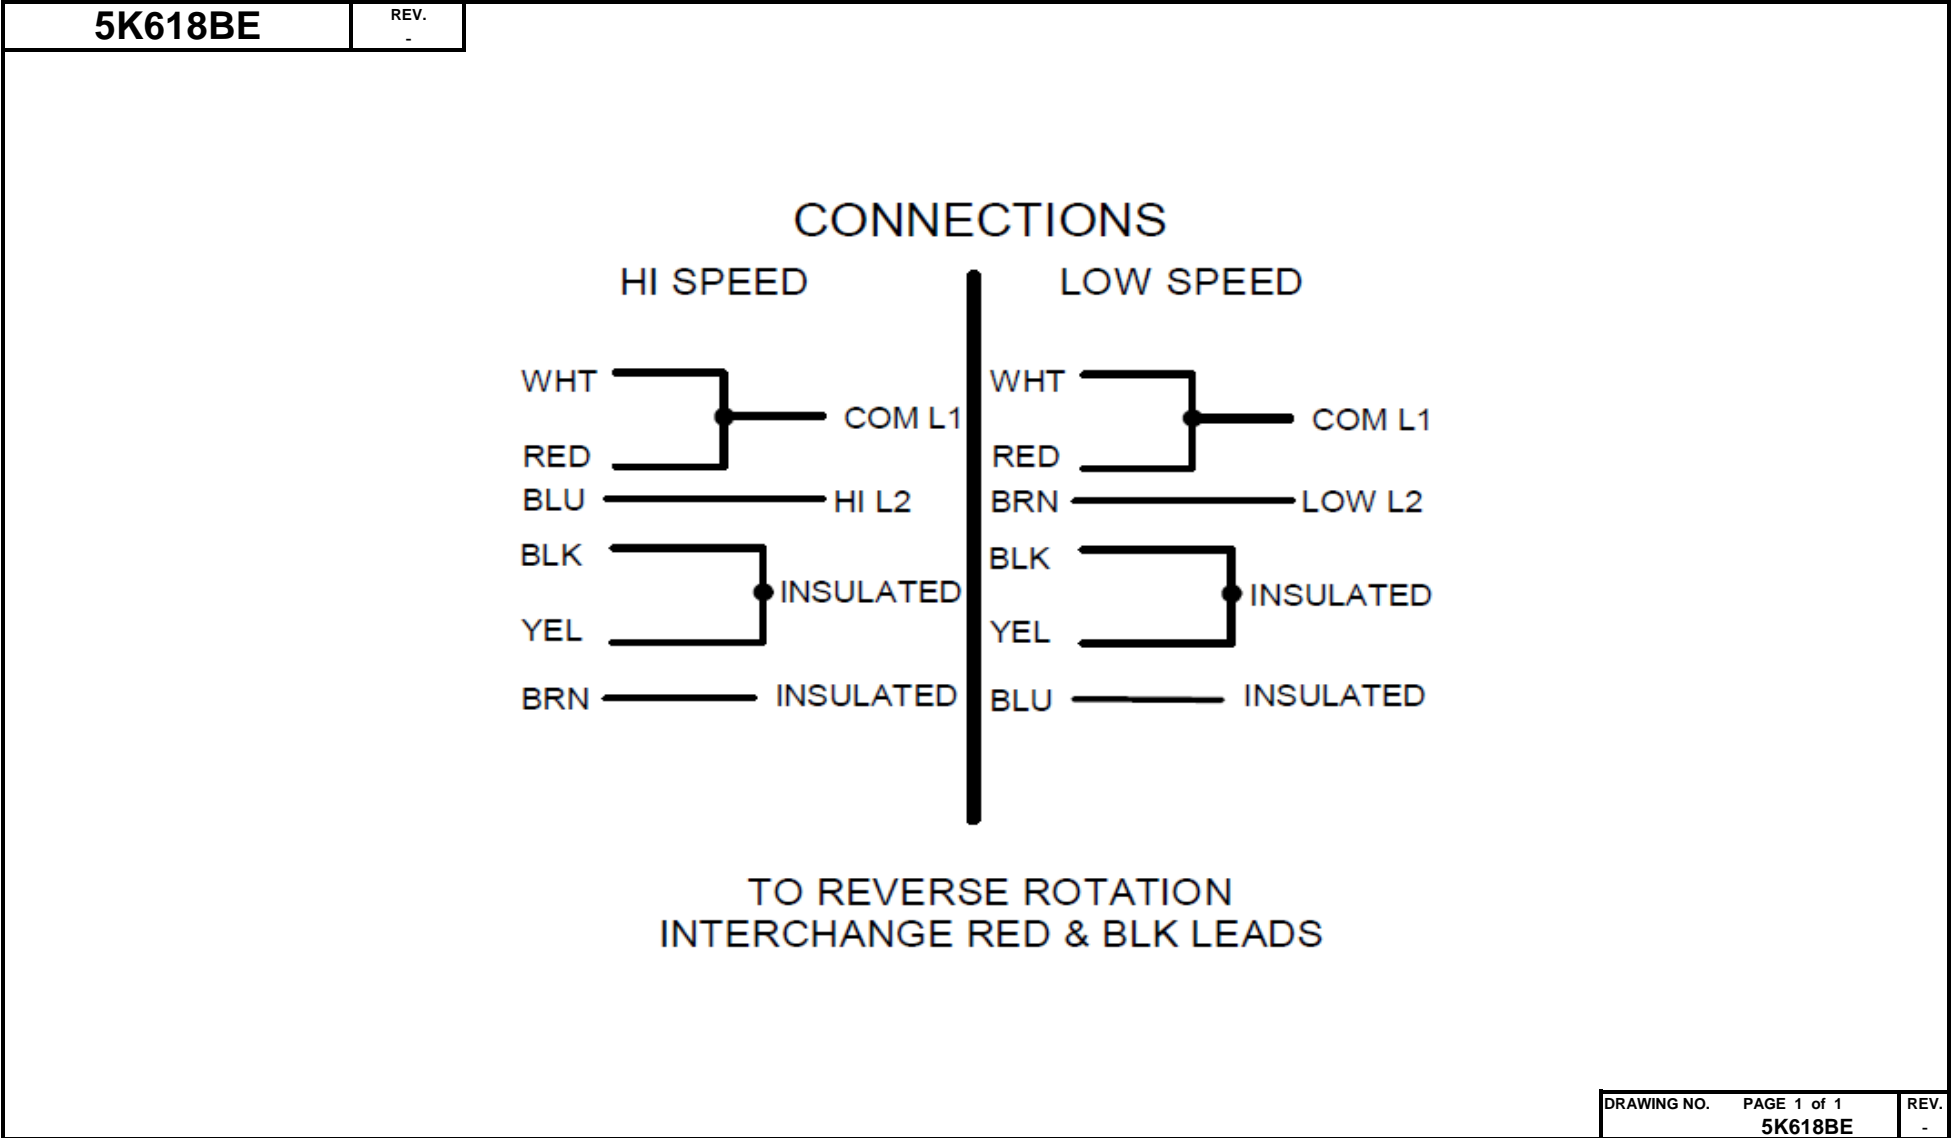 5K618BE
REV.
-
CONNECTIONS
HI SPEED
WHT
RED
COM L1
BLU
HI L2
BLK
YEL
INSULATED
BRN
INSULATED
LOW SPEED
WHT
RED
COM L1
BRN
LOW L2
BLK
YEL
INSULATED
BLU
INSULATED
TO REVERSE ROTATION
INTERCHANGE RED & BLK LEADS
DRAWING NO. PAGE 1 of 1
5K618BE
REV.
-